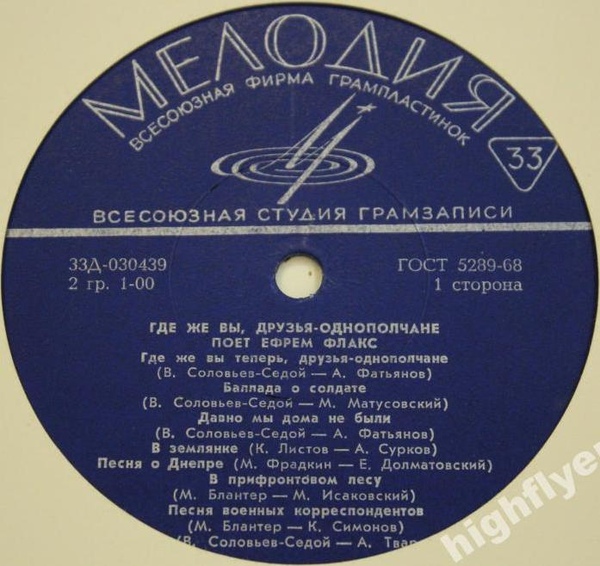 МЕЛОДИЯ
ВСЕСОЮЗНАЯ ФИРМА ГРАМПЛАСТИНОК
33
ВСЕСОЮЗНАЯ СТУДИЯ ГРАМЗАПИСИ
33Д-030439 ГОСТ 5289-68
2 гр. 1-00 1 сторона
ГДЕ ЖЕ ВЫ, ДРУЗЬЯ-ОДНОПОЛЧАНЕ
ПОЕТ ЕФРЕМ ФЛАКС
Где же вы теперь, друзья-однополчане
(В. Соловьев-Седой — А. Фатьянов)
Баллада о солдате
(В. Соловьев-Седой — М. Матусовский)
Давно мы дома не были
(В. Соловьев-Седой — А. Фатьянов)
В землянке (К. Листов — А. Сурков)
Песня о Днепре (М. Фрадкин — Е. Долматовский)
В прифронтовом лесу
(М. Блантер — М. Исаковский)
Песня военных корреспондентов
(М. Блантер — К. Симонов)
(В. Соловьев-Седой — А.
highflyer